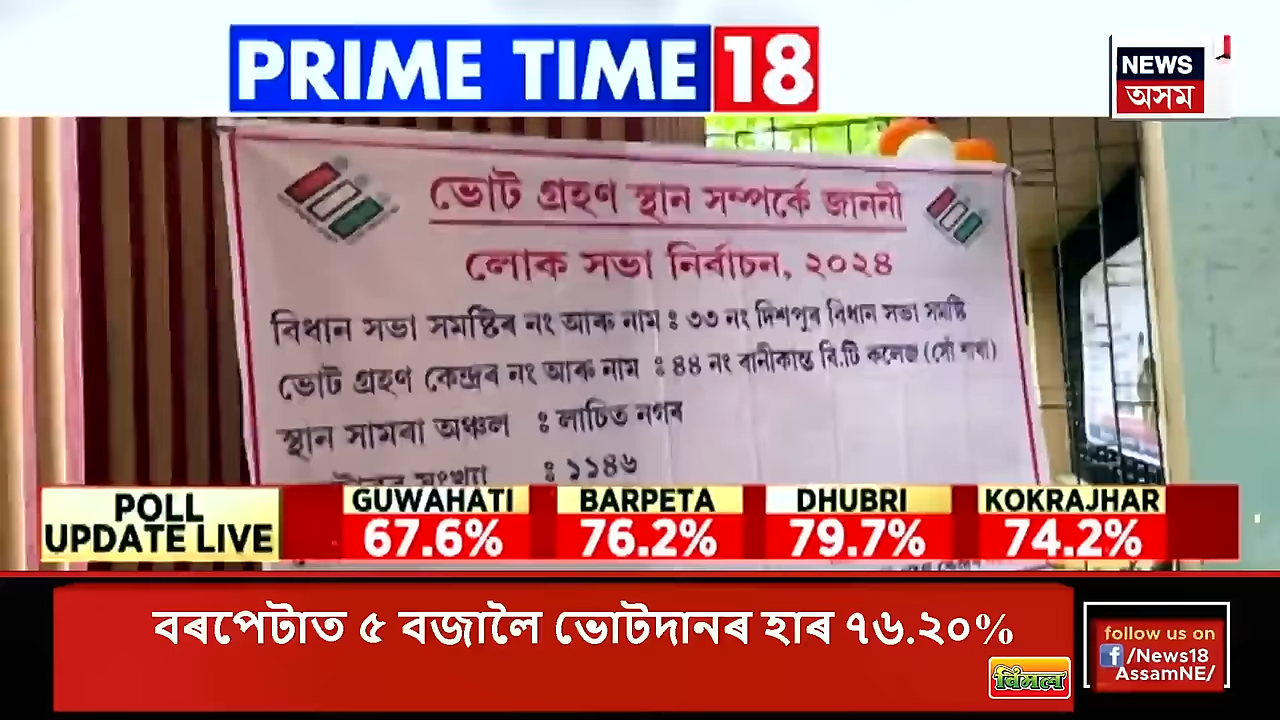 PRIME TIME 18
NEWS
অসম
ভোট গ্ৰহণ স্থান সম্পৰ্কে জাননী
লোক সভা নিৰ্বাচন, ২০২৪
বিধান সভা সমষ্টিৰ নং আৰু নাম : ৩৩ নং দিশপুৰ বিধান সভা সমষ্টি
ভোট গ্ৰহণ কেন্দ্ৰৰ নং আৰু নাম : ৪৪ নং বানীকান্ত বি.টি কলেজ (সোঁ শাখা)
স্থান সামৰা অঞ্চল : লাচিত নগৰ
সংখ্যা : ১১৪৬
POLL UPDATE LIVE
GUWAHATI BARPETA DHUBRI KOKRAJHAR
67.6% 76.2% 79.7% 74.2%
বৰপেটাত ৫ বজালৈ ভোটদানৰ হাৰ ৭৬.২০%
বিমল
follow us on
f/News18
AssamNE/